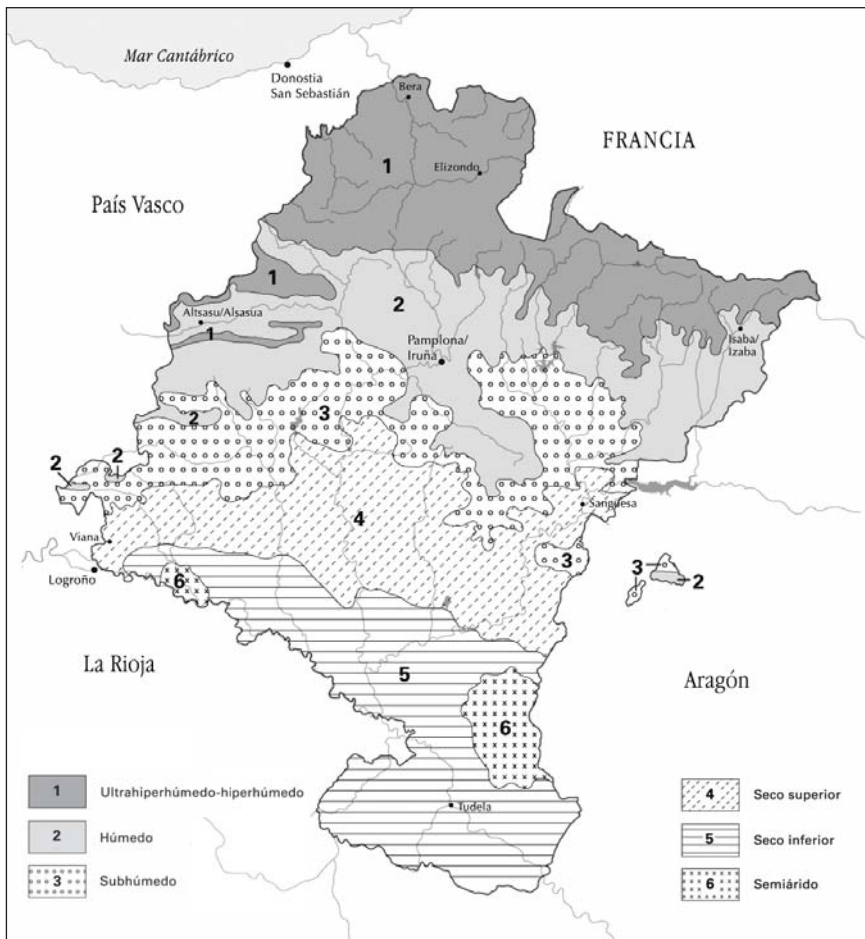 Mar Cantábrico
Donostia
San Sebastián
Bera
FRANCIA
1
Elizondo
País Vasco
1
2
Altsasu/Alsasua
1
Pamplona/
Iruña
Isaba/
Izaba
3
2
2
2
Sangüesa
4
Viana
3
3
2
Logroño
6
La Rioja
5
Aragón
6
Tudela
1 Ultrahiperhúmedo-hiperhúmedo
2 Húmedo
3 Subhúmedo
4 Seco superior
5 Seco inferior
6 Semiárido